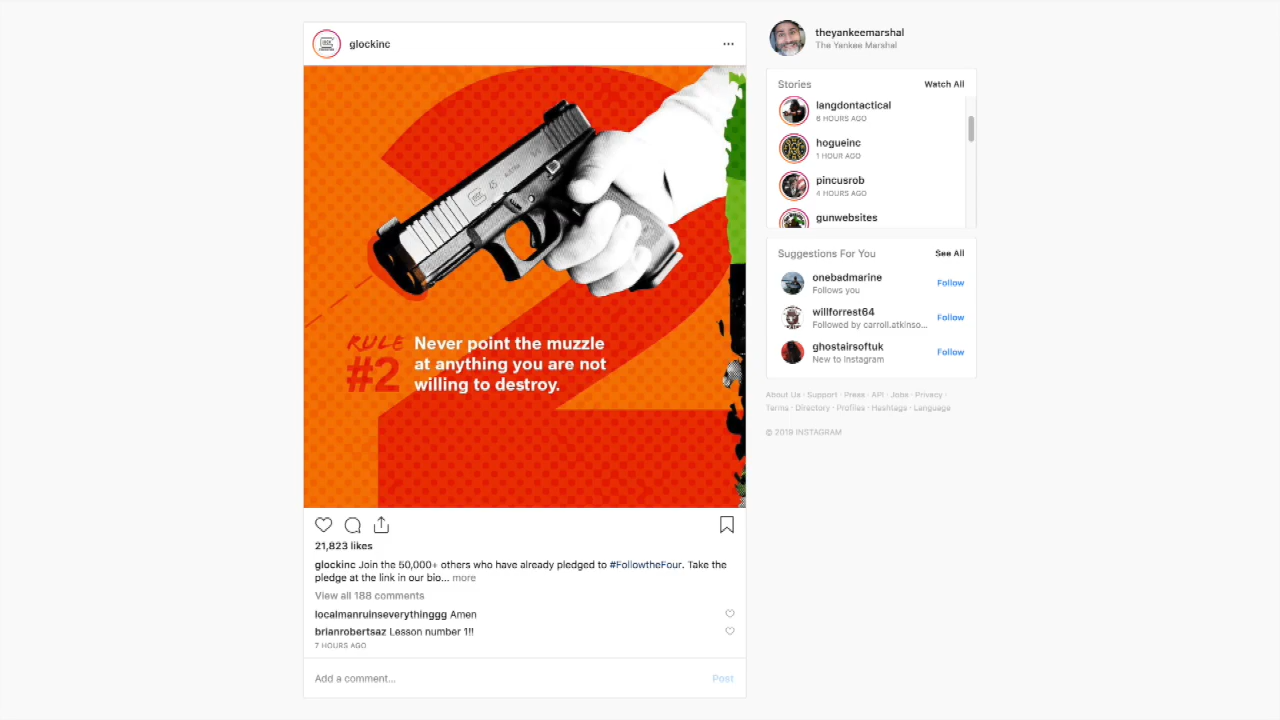 glockinc
RULE
#2
Never point the muzzle
at anything you are not
willing to destroy.
21,823 likes
glockinc Join the 50,000+ others who have already pledged to #FollowtheFour. Take the
pledge at the link in our bio... more
View all 188 comments
localmanruinseverythinggg Amen
brianrobertsaz Lesson number 1!!
7 HOURS AGO
Add a comment...
Post
theyankeemarshal
The Yankee Marshal
Stories
Watch All
langdontactical
6 HOURS AGO
hogueinc
1 HOUR AGO
pincusrob
4 HOURS AGO
gunwebsites
Suggestions For You
See All
onebadmarine
Follows you
Follow
willforrest64
Followed by carroll.atkinso...
Follow
ghostairsoftuk
New to Instagram
Follow
About Us · Support · Press · API · Jobs · Privacy ·
Terms · Directory · Profiles · Hashtags · Language
© 2019 INSTAGRAM